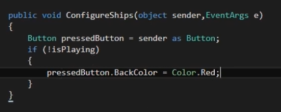 public void ConfigureShips(object sender,EventArgs e)
{
Button pressedButton = sender as Button;
if (!isPlaying)
{
pressedButton.BackColor = Color.Red;
}
}